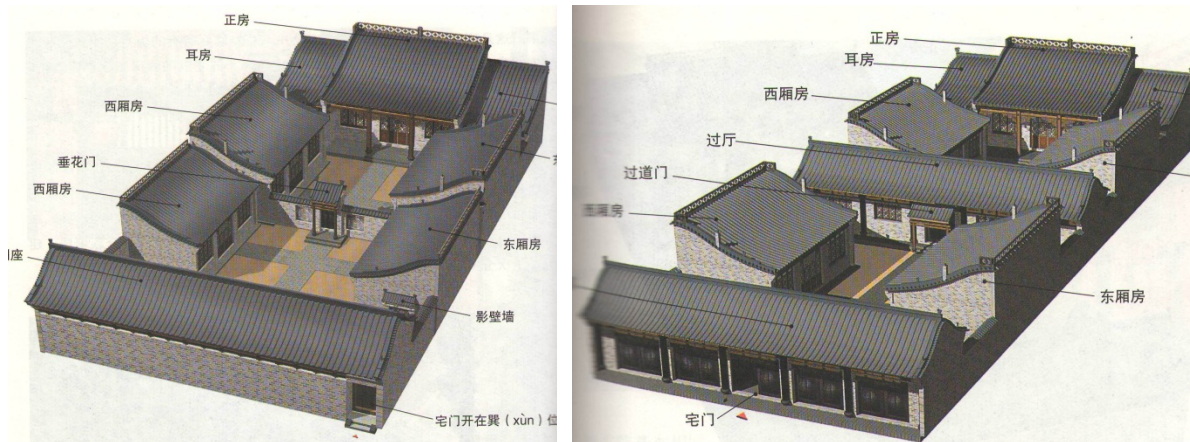 正房
耳房
西厢房
垂花门
西厢房
座
东厢房
影壁墙
宅门开在巽(xùn)位
正房
耳房
西厢房
过厅
过道门
西厢房
东厢房
宅门